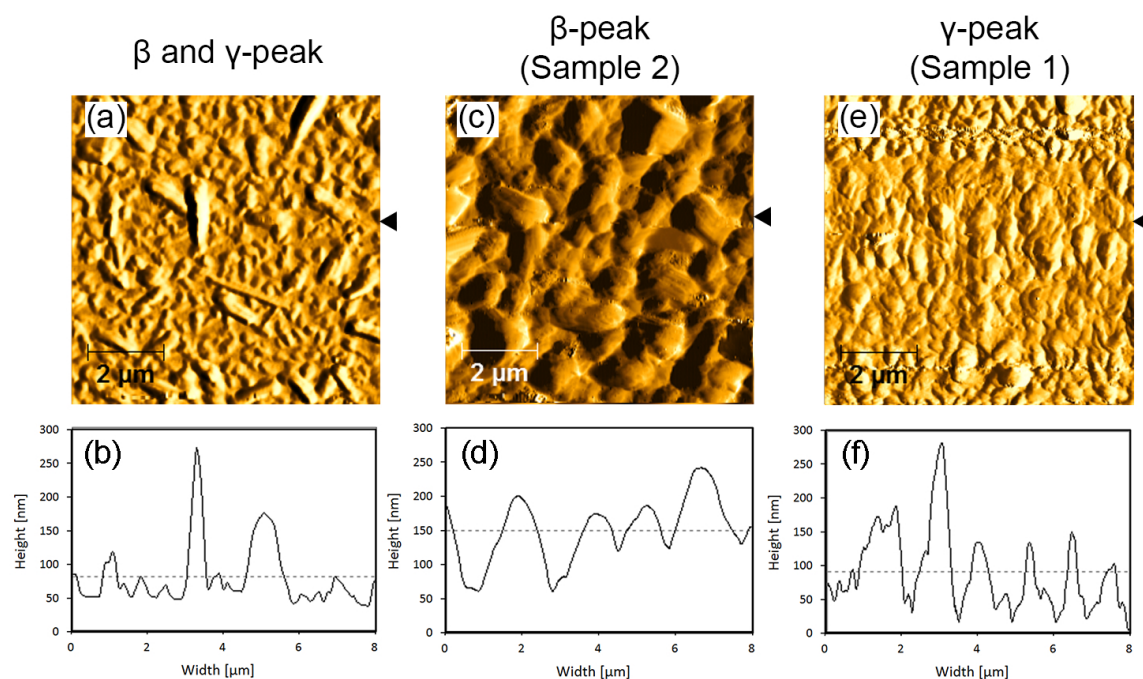 β and γ-peak
β-peak
(Sample 2)
γ-peak
(Sample 1)
(a)
2 µm
(c)
2 µm
(e)
2 µm
(b)
Height [nm]
300
250
200
150
100
50
0
0 2 4 6 8
Width [µm]
(d)
Height [nm]
300
250
200
150
100
50
0
0 2 4 6 8
Width [µm]
(f)
Height [nm]
300
250
200
150
100
50
0
0 2 4 6 8
Width [µm]